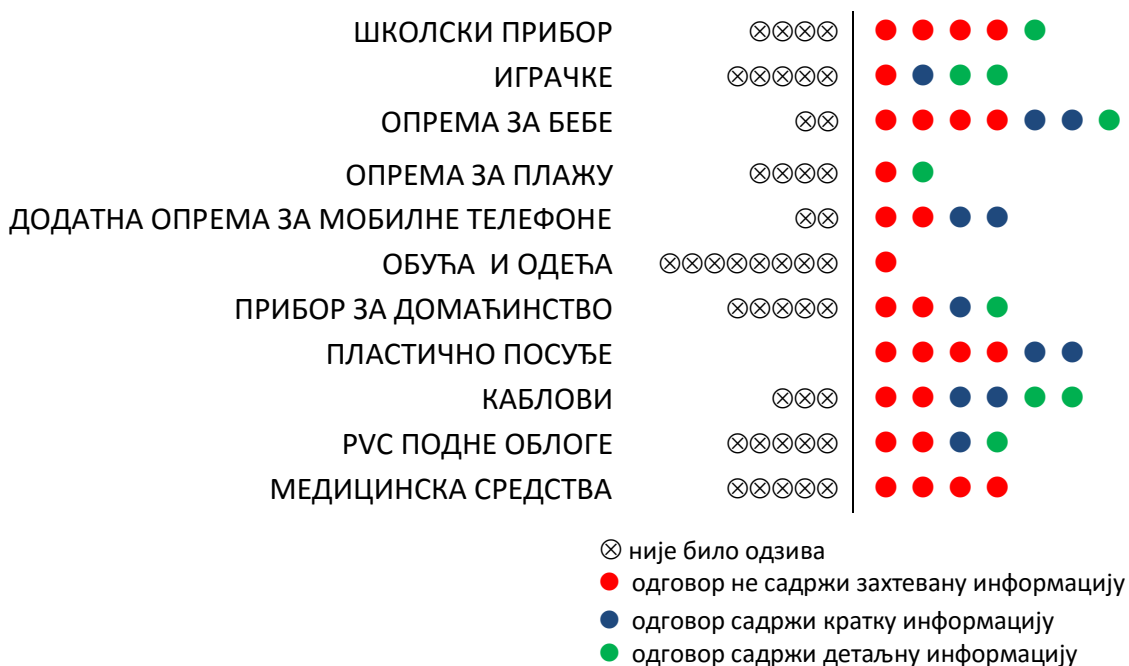 ШКОЛСКИ ПРИБОР
ИГРАЧКЕ
ОПРЕМА ЗА БЕБЕ
ОПРЕМА ЗА ПЛАЖУ
ДОДАТНА ОПРЕМА ЗА МОБИЛНЕ ТЕЛЕФОНЕ
ОБУЋА И ОДЕЋА
ПРИБОР ЗА ДОМАЋИНСТВО
ПЛАСТИЧНО ПОСУЂЕ
КАБЛОВИ
PVC ПОДНЕ ОБЛОГЕ
МЕДИЦИНСКА СРЕДСТВА
није било одзива
одговор не садржи захтевану информацију
одговор садржи кратку информацију
одговор садржи детаљну информацију